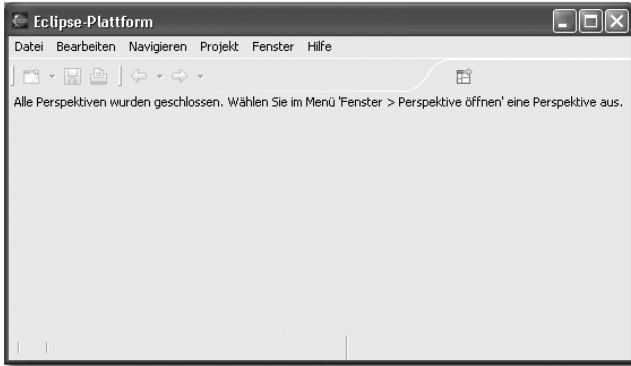 Eclipse-Plattform
Datei Bearbeiten Navigieren Projekt Fenster Hilfe
Alle Perspektiven wurden geschlossen. Wählen Sie im Menü 'Fenster > Perspektive öffnen' eine Perspektive aus.